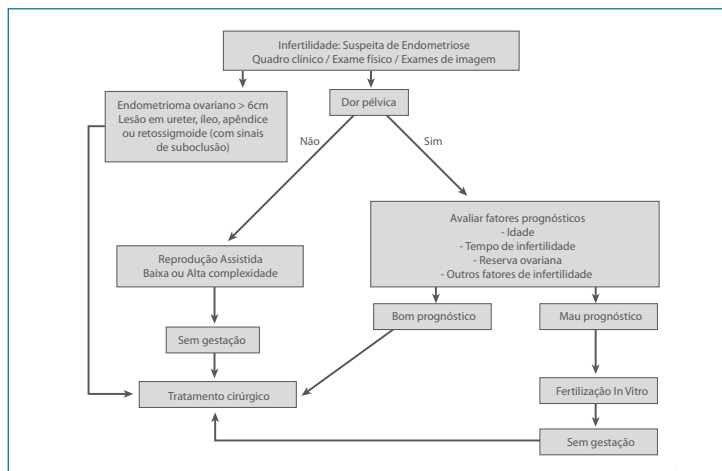 Infertilidade: Suspeita de Endometriose
Quadro clínico / Exame físico / Exames de imagem
Endometrioma ovariano > 6cm
Lesão em ureter, íleo, apêndice
ou retossigmoide (com sinais
de suboclusão)
Dor pélvica
Não
Sim
Avaliar fatores prognósticos
- Idade
- Tempo de infertilidade
- Reserva ovariana
- Outros fatores de infertilidade
Reprodução Assistida
Baixa ou Alta complexidade
Bom prognóstico
Mau prognóstico
Sem gestação
Tratamento cirúrgico
Fertilização In Vitro
Sem gestação